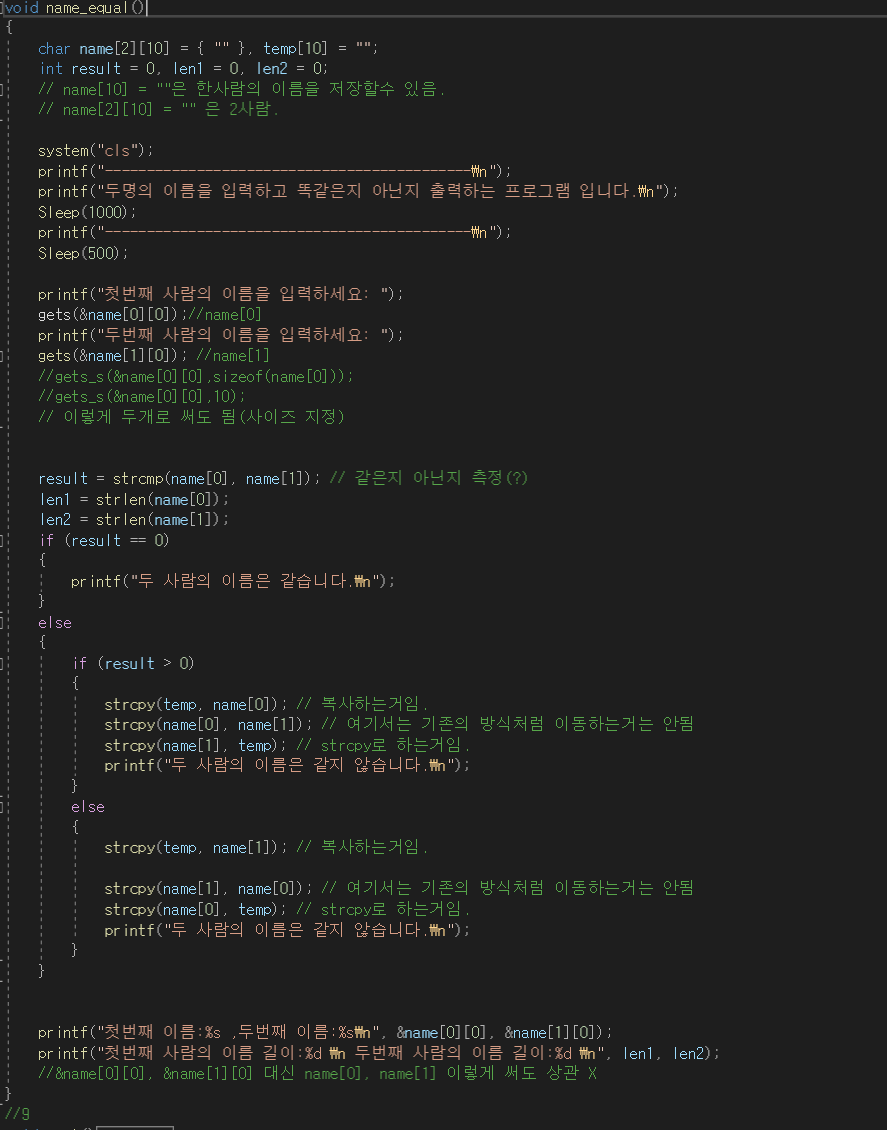 void name_equal()
{
char name[2][10] = { "" }, temp[10] = "";
int result = 0, len1 = 0, len2 = 0;
// name[10] = ""은 한사람의 이름을 저장할수 있음.
// name[2][10] = "" 은 2사람.
system("cls");
printf("--------------------------------------------₩n");
printf("두명의 이름을 입력하고 똑같은지 아닌지 출력하는 프로그램 입니다.₩n");
Sleep(1000);
printf("--------------------------------------------₩n");
Sleep(500);
printf("첫번째 사람의 이름을 입력하세요: ");
gets(&name[0][0]);//name[0]
printf("두번째 사람의 이름을 입력하세요: ");
gets(&name[1][0]); //name[1]
//gets_s(&name[0][0],sizeof(name[0]));
//gets_s(&name[0][0],10);
// 이렇게 두개로 써도 됨(사이즈 지정)
result = strcmp(name[0], name[1]); // 같은지 아닌지 측정(?)
len1 = strlen(name[0]);
len2 = strlen(name[1]);
if (result == 0)
{
printf("두 사람의 이름은 같습니다.₩n");
}
else
{
if (result > 0)
{
strcpy(temp, name[0]); // 복사하는거임.
strcpy(name[0], name[1]); // 여기서는 기존의 방식처럼 이동하는거는 안됨
strcpy(name[1], temp); // strcpy로 하는거임.
printf("두 사람의 이름은 같지 않습니다.₩n");
}
else
{
strcpy(temp, name[1]); // 복사하는거임.
strcpy(name[1], name[0]); // 여기서는 기존의 방식처럼 이동하는거는 안됨
strcpy(name[0], temp); // strcpy로 하는거임.
printf("두 사람의 이름은 같지 않습니다.₩n");
}
}
printf("첫번째 이름:%s ,두번째 이름:%s₩n", &name[0][0], &name[1][0]);
printf("첫번째 사람의 이름 길이:%d ₩n 두번째 사람의 이름 길이:%d ₩n", len1, len2);
//&name[0][0], &name[1][0] 대신 name[0], name[1] 이렇게 써도 상관 X
}
//9